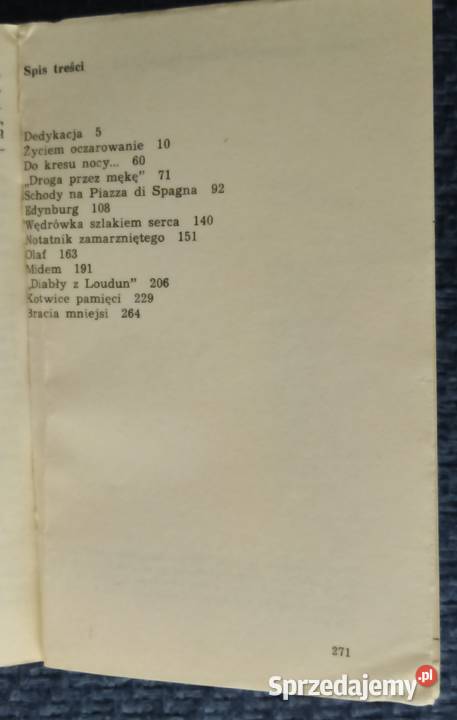 Spis treści
Dedykacja 5
Życiem oczarowanie 10
Do kresu nocy... 60
„Droga przez mękę" 71
Schody na Piazza di Spagna 92
Edynburg 108
Wędrówka szlakiem serca 140
Notatnik zamarzniętego 151
Olaf 163
Midem 191
„Diabły z Loudun" 206
Kotwice pamięci 229
Bracia mniejsi 264
271
Sprzedajemy.pl